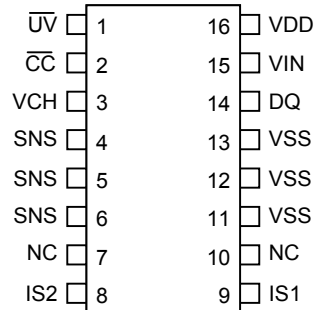 UV 1 16 VDD
CC 2 15 VIN
VCH 3 14 DQ
SNS 4 13 VSS
SNS 5 12 VSS
SNS 6 11 VSS
NC 7 10 NC
IS2 8 9 IS1